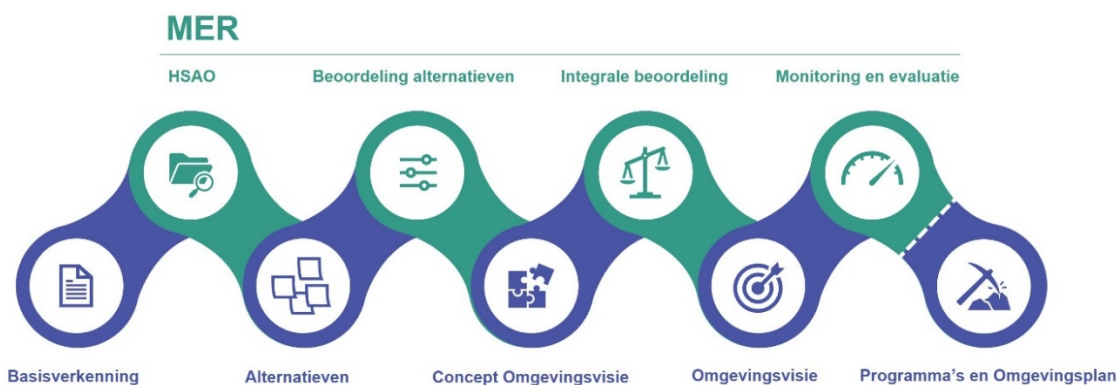 MER
HSAO
Beoordeling alternatieven
Integrale beoordeling
Monitoring en evaluatie
Basisverkenning
Alternatieven
Concept Omgevingsvisie
Omgevingsvisie
Programma's en Omgevingsplan